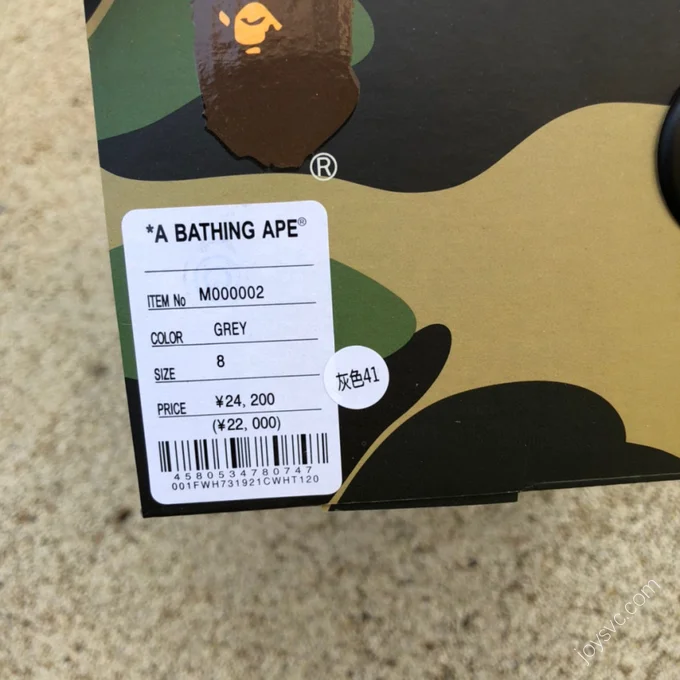 ®
*A BATHING APE®
ITEM No M000002
COLOR GREY
SIZE 8
PRICE ¥24,200
(¥22,000)
4580534780747
001FWH731921CWHT120
灰色41
joysvc.com